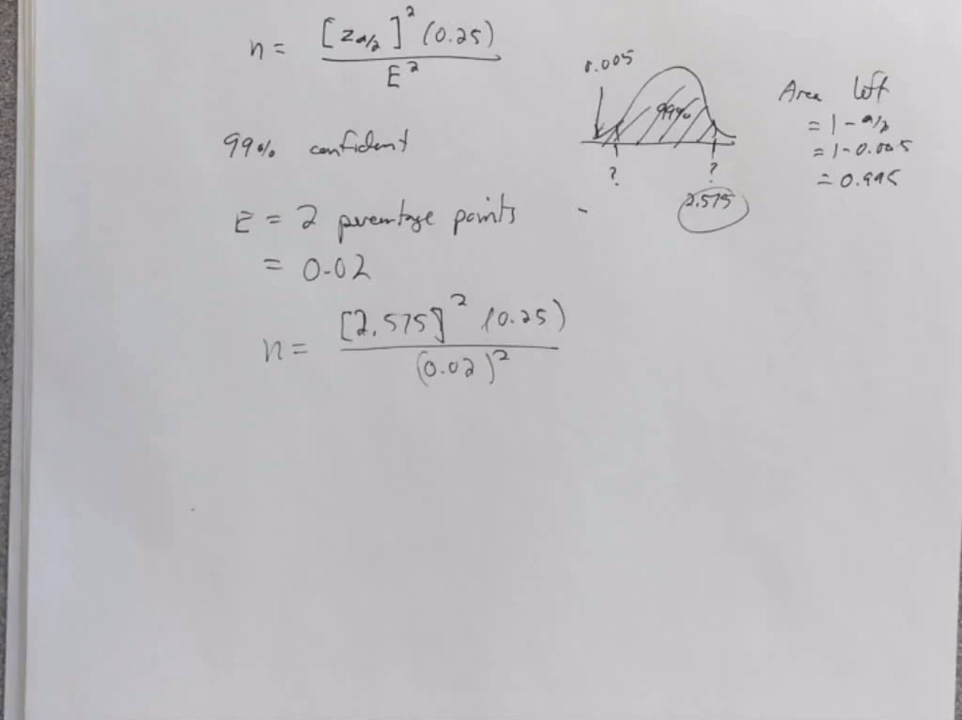 n = [z a/2]² (0.25) / E²
0.005
99%
? ?
2.575
Area left
= 1 - a/2
= 1 - 0.005
= 0.995
99% confident
E = 2 percentage points
= 0.02
n = [2.575]² (0.25) / (0.02)²